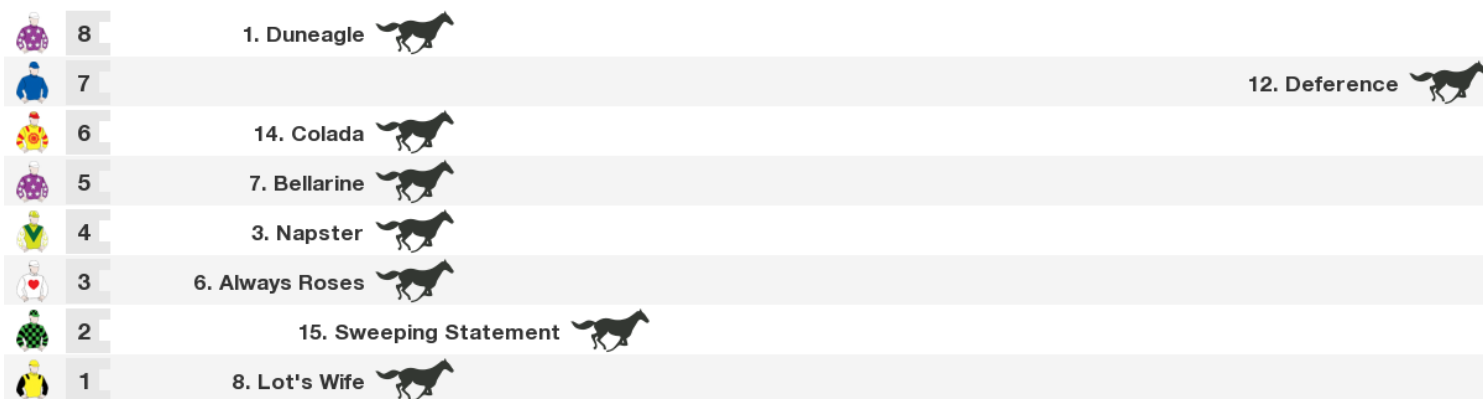 8 1. Duneagle
7 12. Deference
6 14. Colada
5 7. Bellarine
4 3. Napster
3 6. Always Roses
2 15. Sweeping Statement
1 8. Lot's Wife